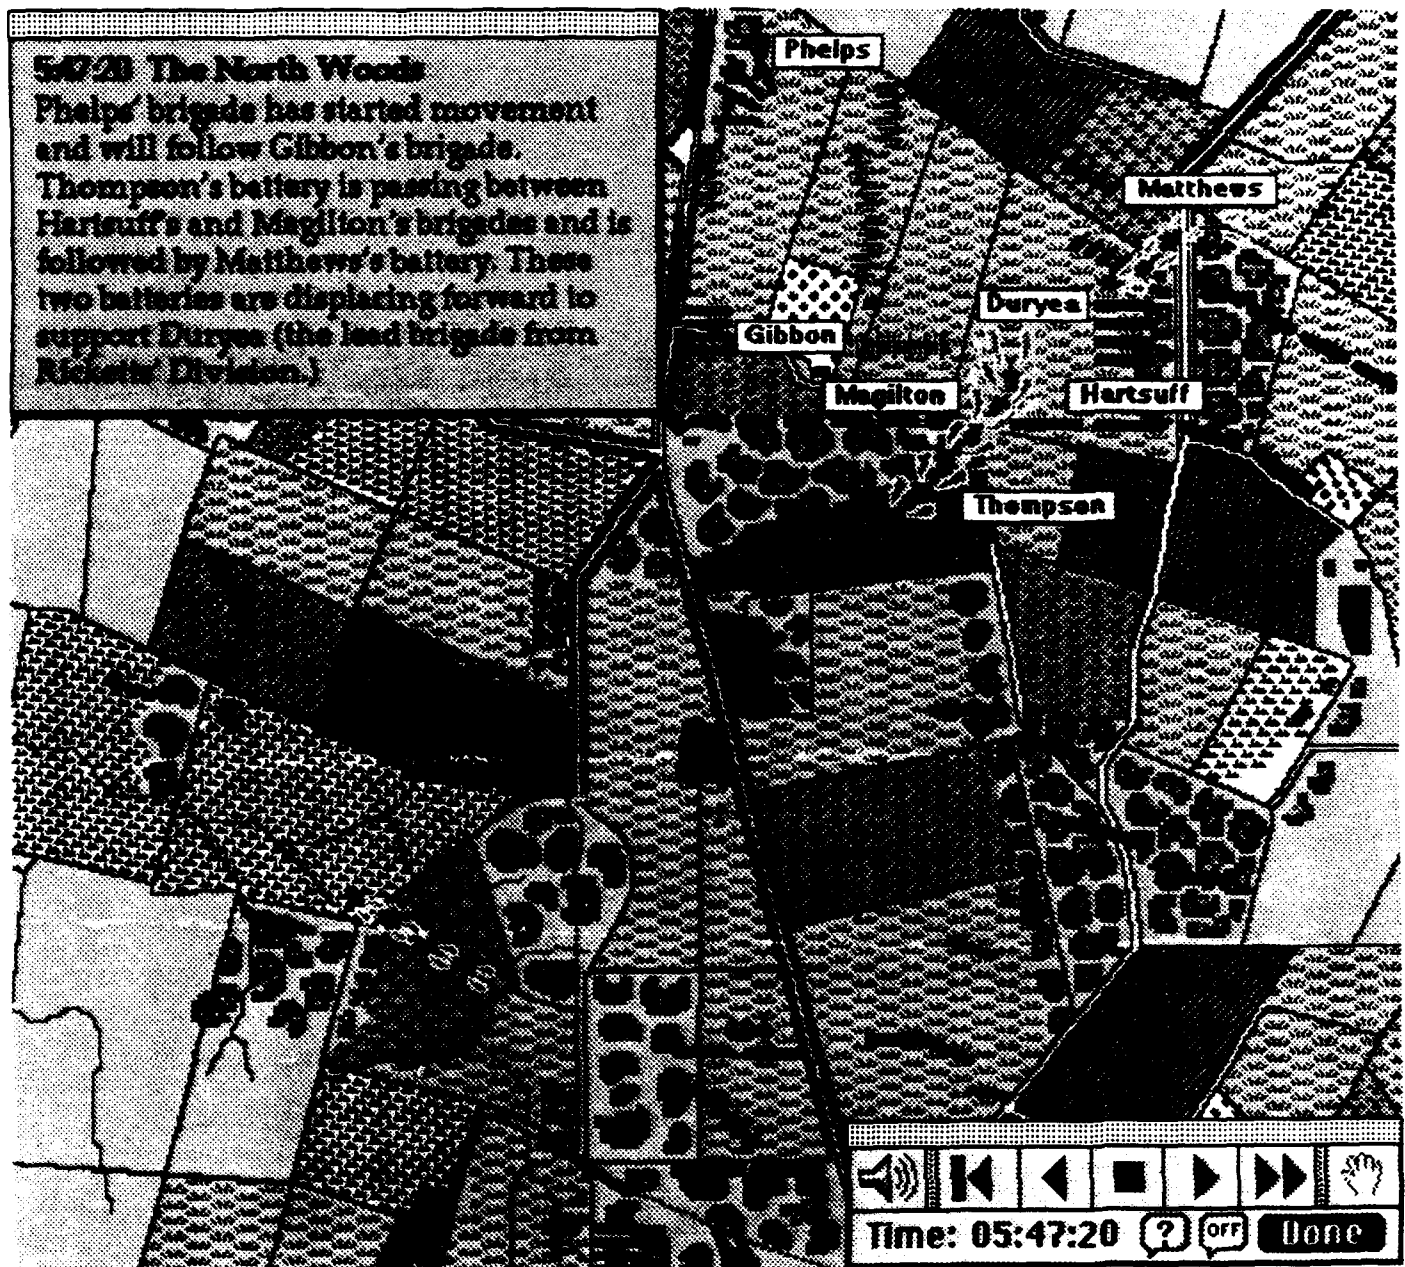 5:47:20 The North Woods
Phelps' brigade has started movement
and will follow Gibbon's brigade.
Thompson's battery is passing between
Hartsuff's and Magilton's brigades and is
followed by Matthews's battery. These
two batteries are displacing forward to
support Duryea (the lead brigade from
Ricketts' Division.)
Phelps
Matthews
Duryea
Gibbon
Magilton
Hartsuff
Thompson
Time: 05:47:20 ? OFF Done